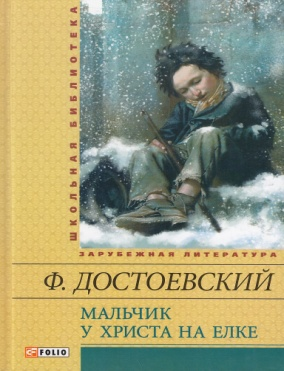 ШКОЛЬНАЯ БИБЛИОТЕКА
ЗАРУБЕЖНАЯ ЛИТЕРАТУРА
Ф. ДОСТОЕВСКИЙ
МАЛЬЧИК
У ХРИСТА НА ЕЛКЕ
FOLIO